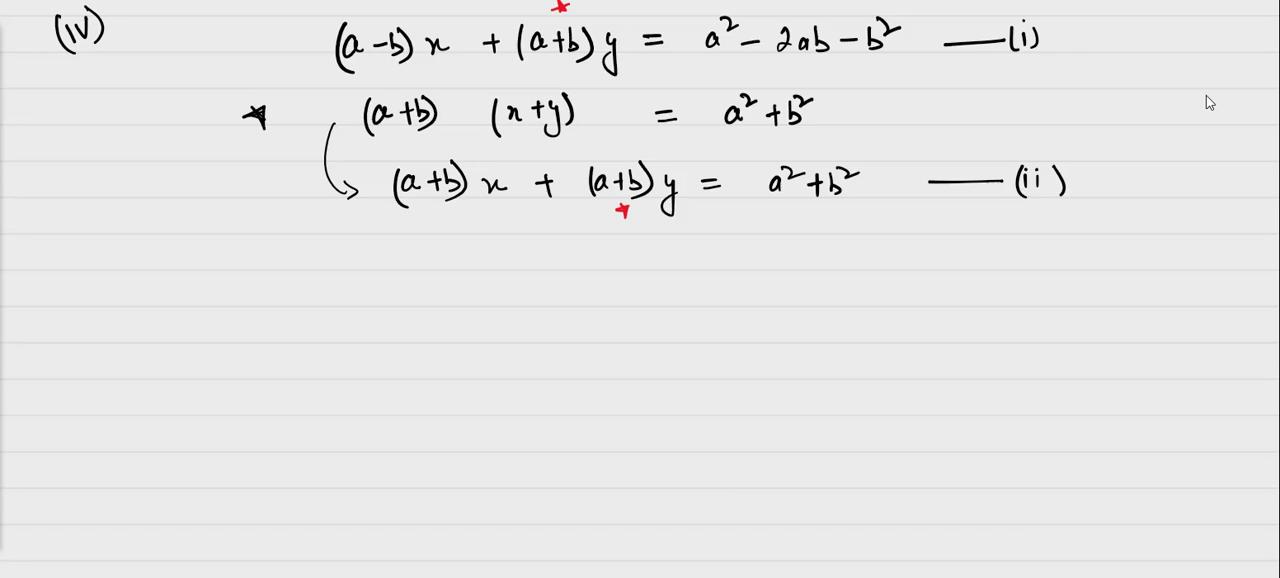 (iv) (a-b)x + (a+b)y = a² - 2ab - b² —(i)
(a+b) (x+y) = a² + b²
(a+b)x + (a+b)y = a² + b² —(ii)